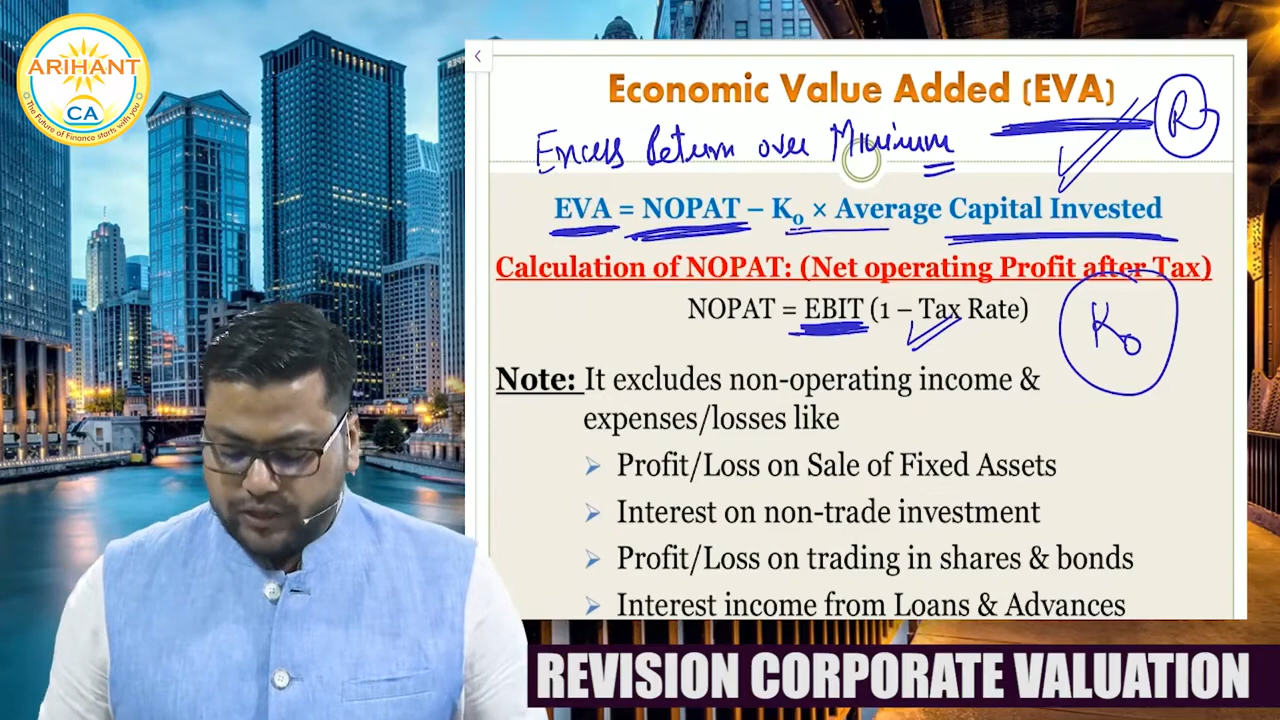 ARIHANT
CA
The Future of Finance starts with you
Economic Value Added (EVA)
R
Excess Return over Minimum
EVA = NOPAT – Ko × Average Capital Invested
Calculation of NOPAT: (Net operating Profit after Tax)
NOPAT = EBIT (1 – Tax Rate)
Ko
Note: It excludes non-operating income &
expenses/losses like
➢ Profit/Loss on Sale of Fixed Assets
➢ Interest on non-trade investment
➢ Profit/Loss on trading in shares & bonds
➢ Interest income from Loans & Advances
REVISION CORPORATE VALUATION